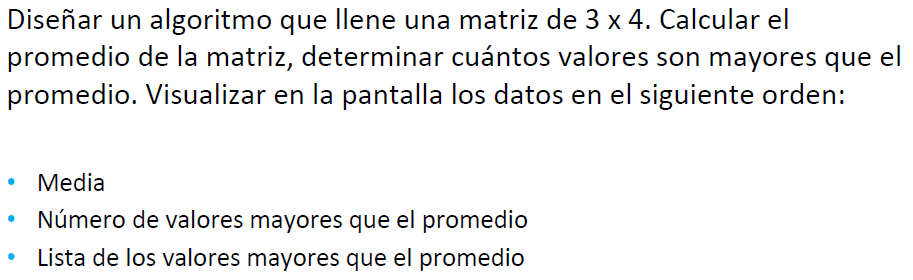 Diseñar un algoritmo que llene una matriz de 3 x 4. Calcular el
promedio de la matriz, determinar cuántos valores son mayores que el
promedio. Visualizar en la pantalla los datos en el siguiente orden:
• Media
• Número de valores mayores que el promedio
• Lista de los valores mayores que el promedio